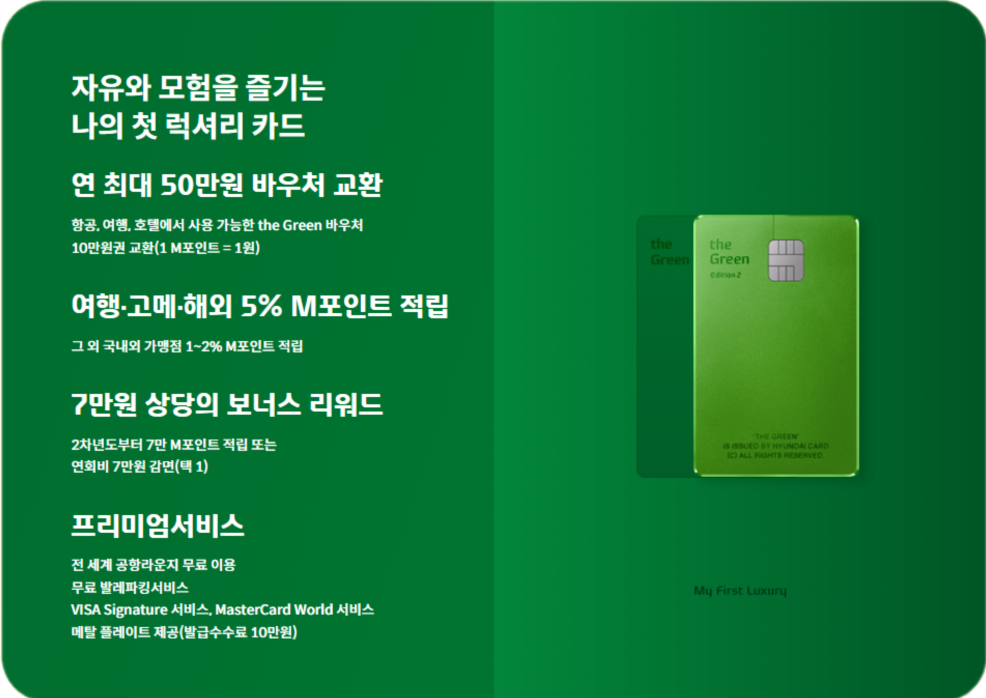 자유와 모험을 즐기는
나의 첫 럭셔리 카드
연 최대 50만원 바우처 교환
항공, 여행, 호텔에서 사용 가능한 the Green 바우처
10만원권 교환(1 M포인트 = 1원)
여행·고메·해외 5% M포인트 적립
그 외 국내외 가맹점 1~2% M포인트 적립
7만원 상당의 보너스 리워드
2차년도부터 7만 M포인트 적립 또는
연회비 7만원 감면(택 1)
프리미엄서비스
전 세계 공항라운지 무료 이용
무료 발레파킹서비스
VISA Signature 서비스, MasterCard World 서비스
메탈 플레이트 제공(발급수수료 10만원)
the
Green
the
Green
Edition2
'THE GREEN'
IS ISSUED BY HYUNDAI CARD
(C) ALL RIGHTS RESERVED.
My First Luxury